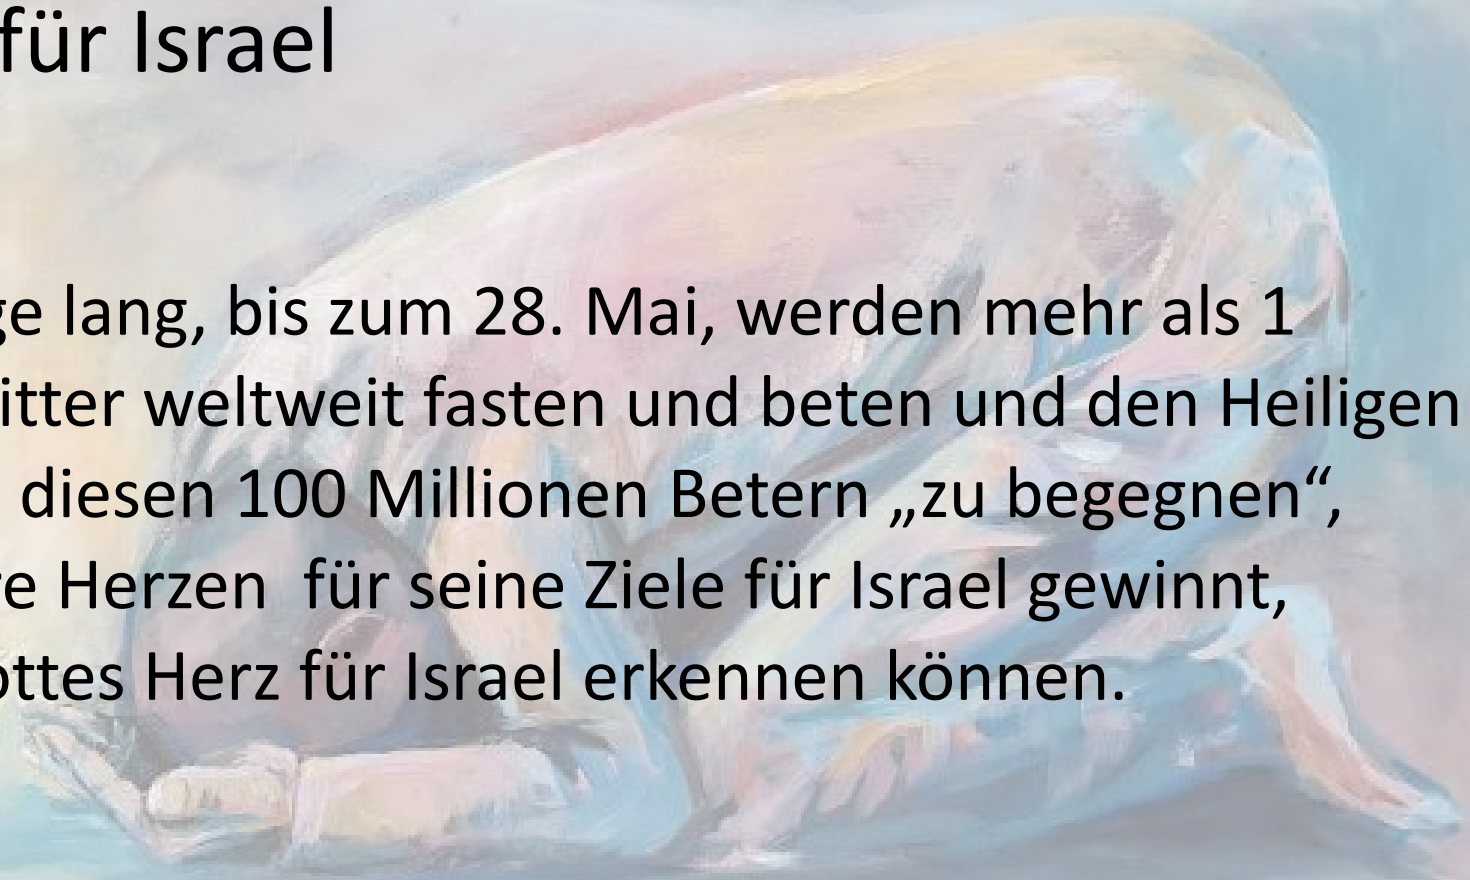 für Israel
ge lang, bis zum 28. Mai, werden mehr als 1
itter weltweit fasten und beten und den Heiligen
diesen 100 Millionen Betern „zu begegnen“,
re Herzen  für seine Ziele für Israel gewinnt,
ottes Herz für Israel erkennen können.